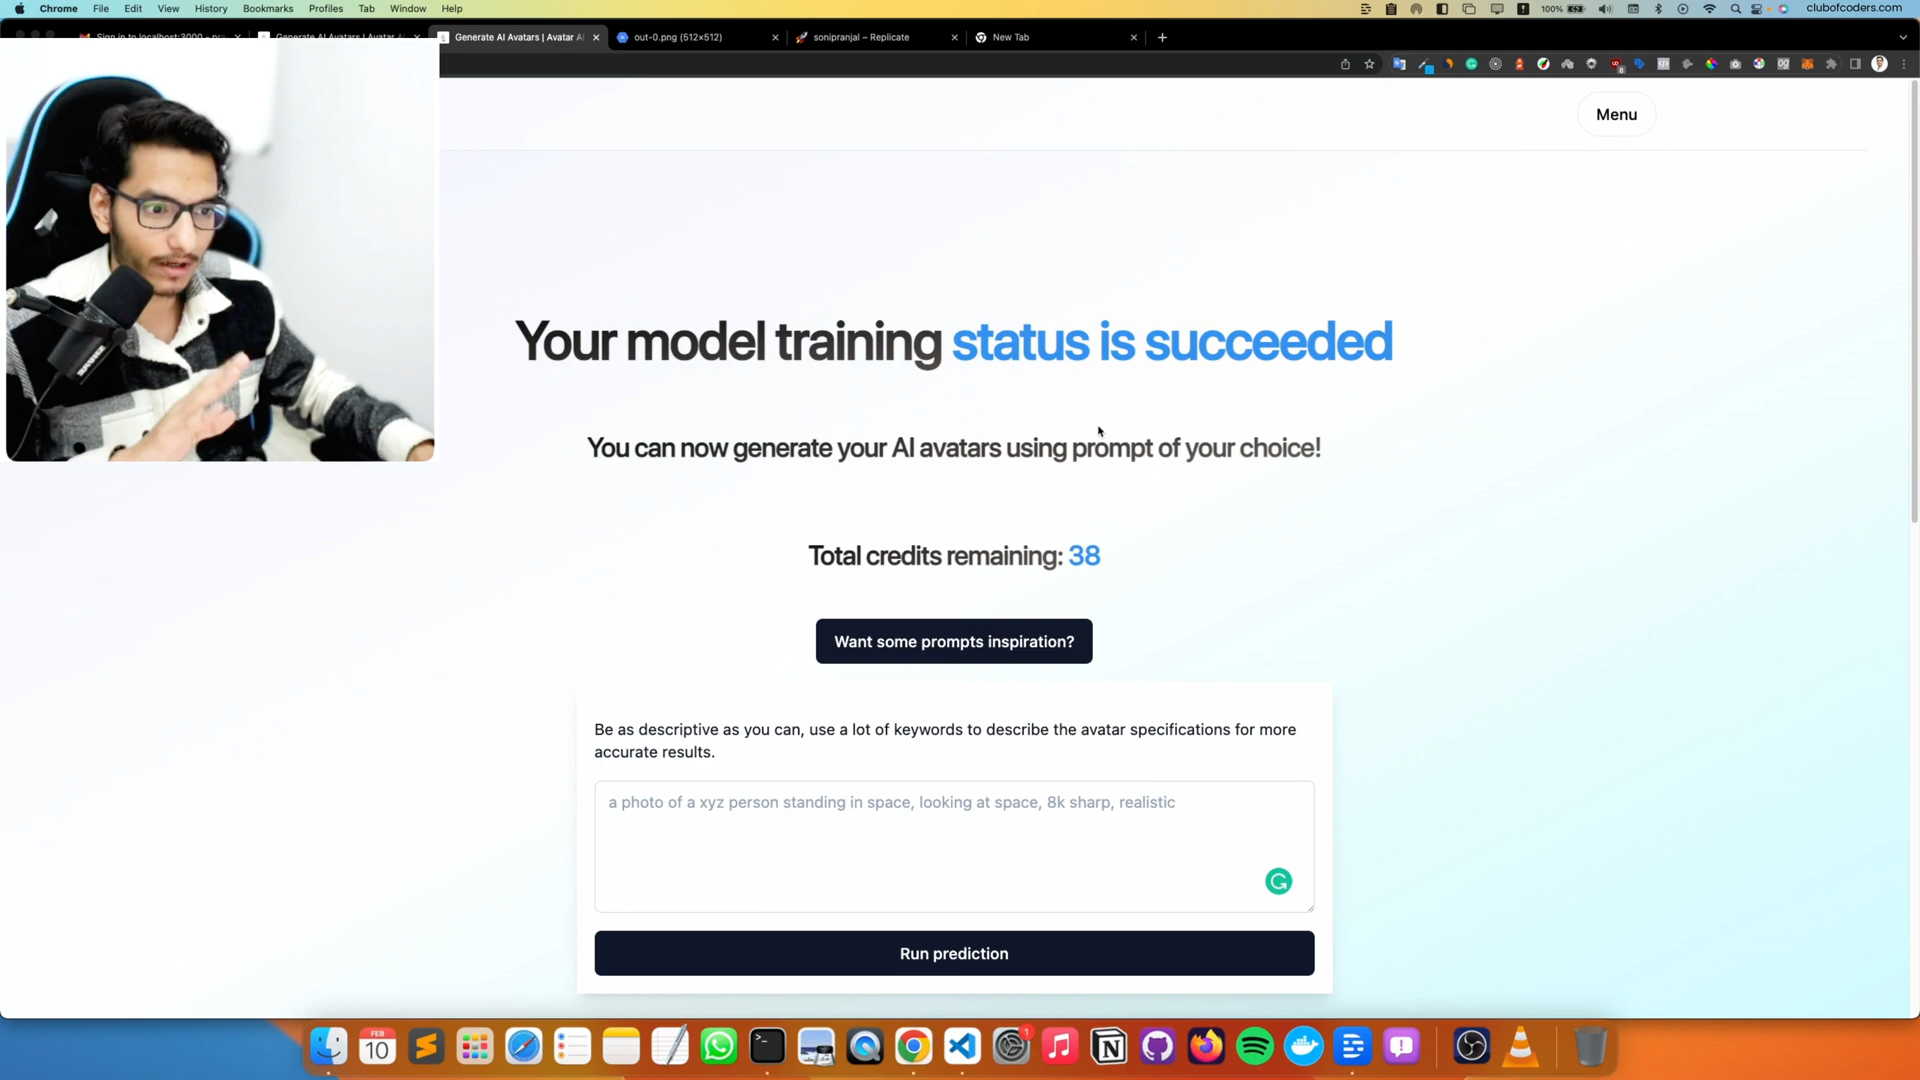 Chrome File Edit View History Bookmarks Profiles Tab Window Help
100%
clubofcoders.com
Generate AI Avatars | Avatar AI
out-0.png (512×512)
sonipranjal – Replicate
New Tab
Menu
Your model training status is succeeded
You can now generate your AI avatars using prompt of your choice!
Total credits remaining: 38
Want some prompts inspiration?
Be as descriptive as you can, use a lot of keywords to describe the avatar specifications for more
accurate results.
a photo of a xyz person standing in space, looking at space, 8k sharp, realistic
Run prediction
FEB
10
1